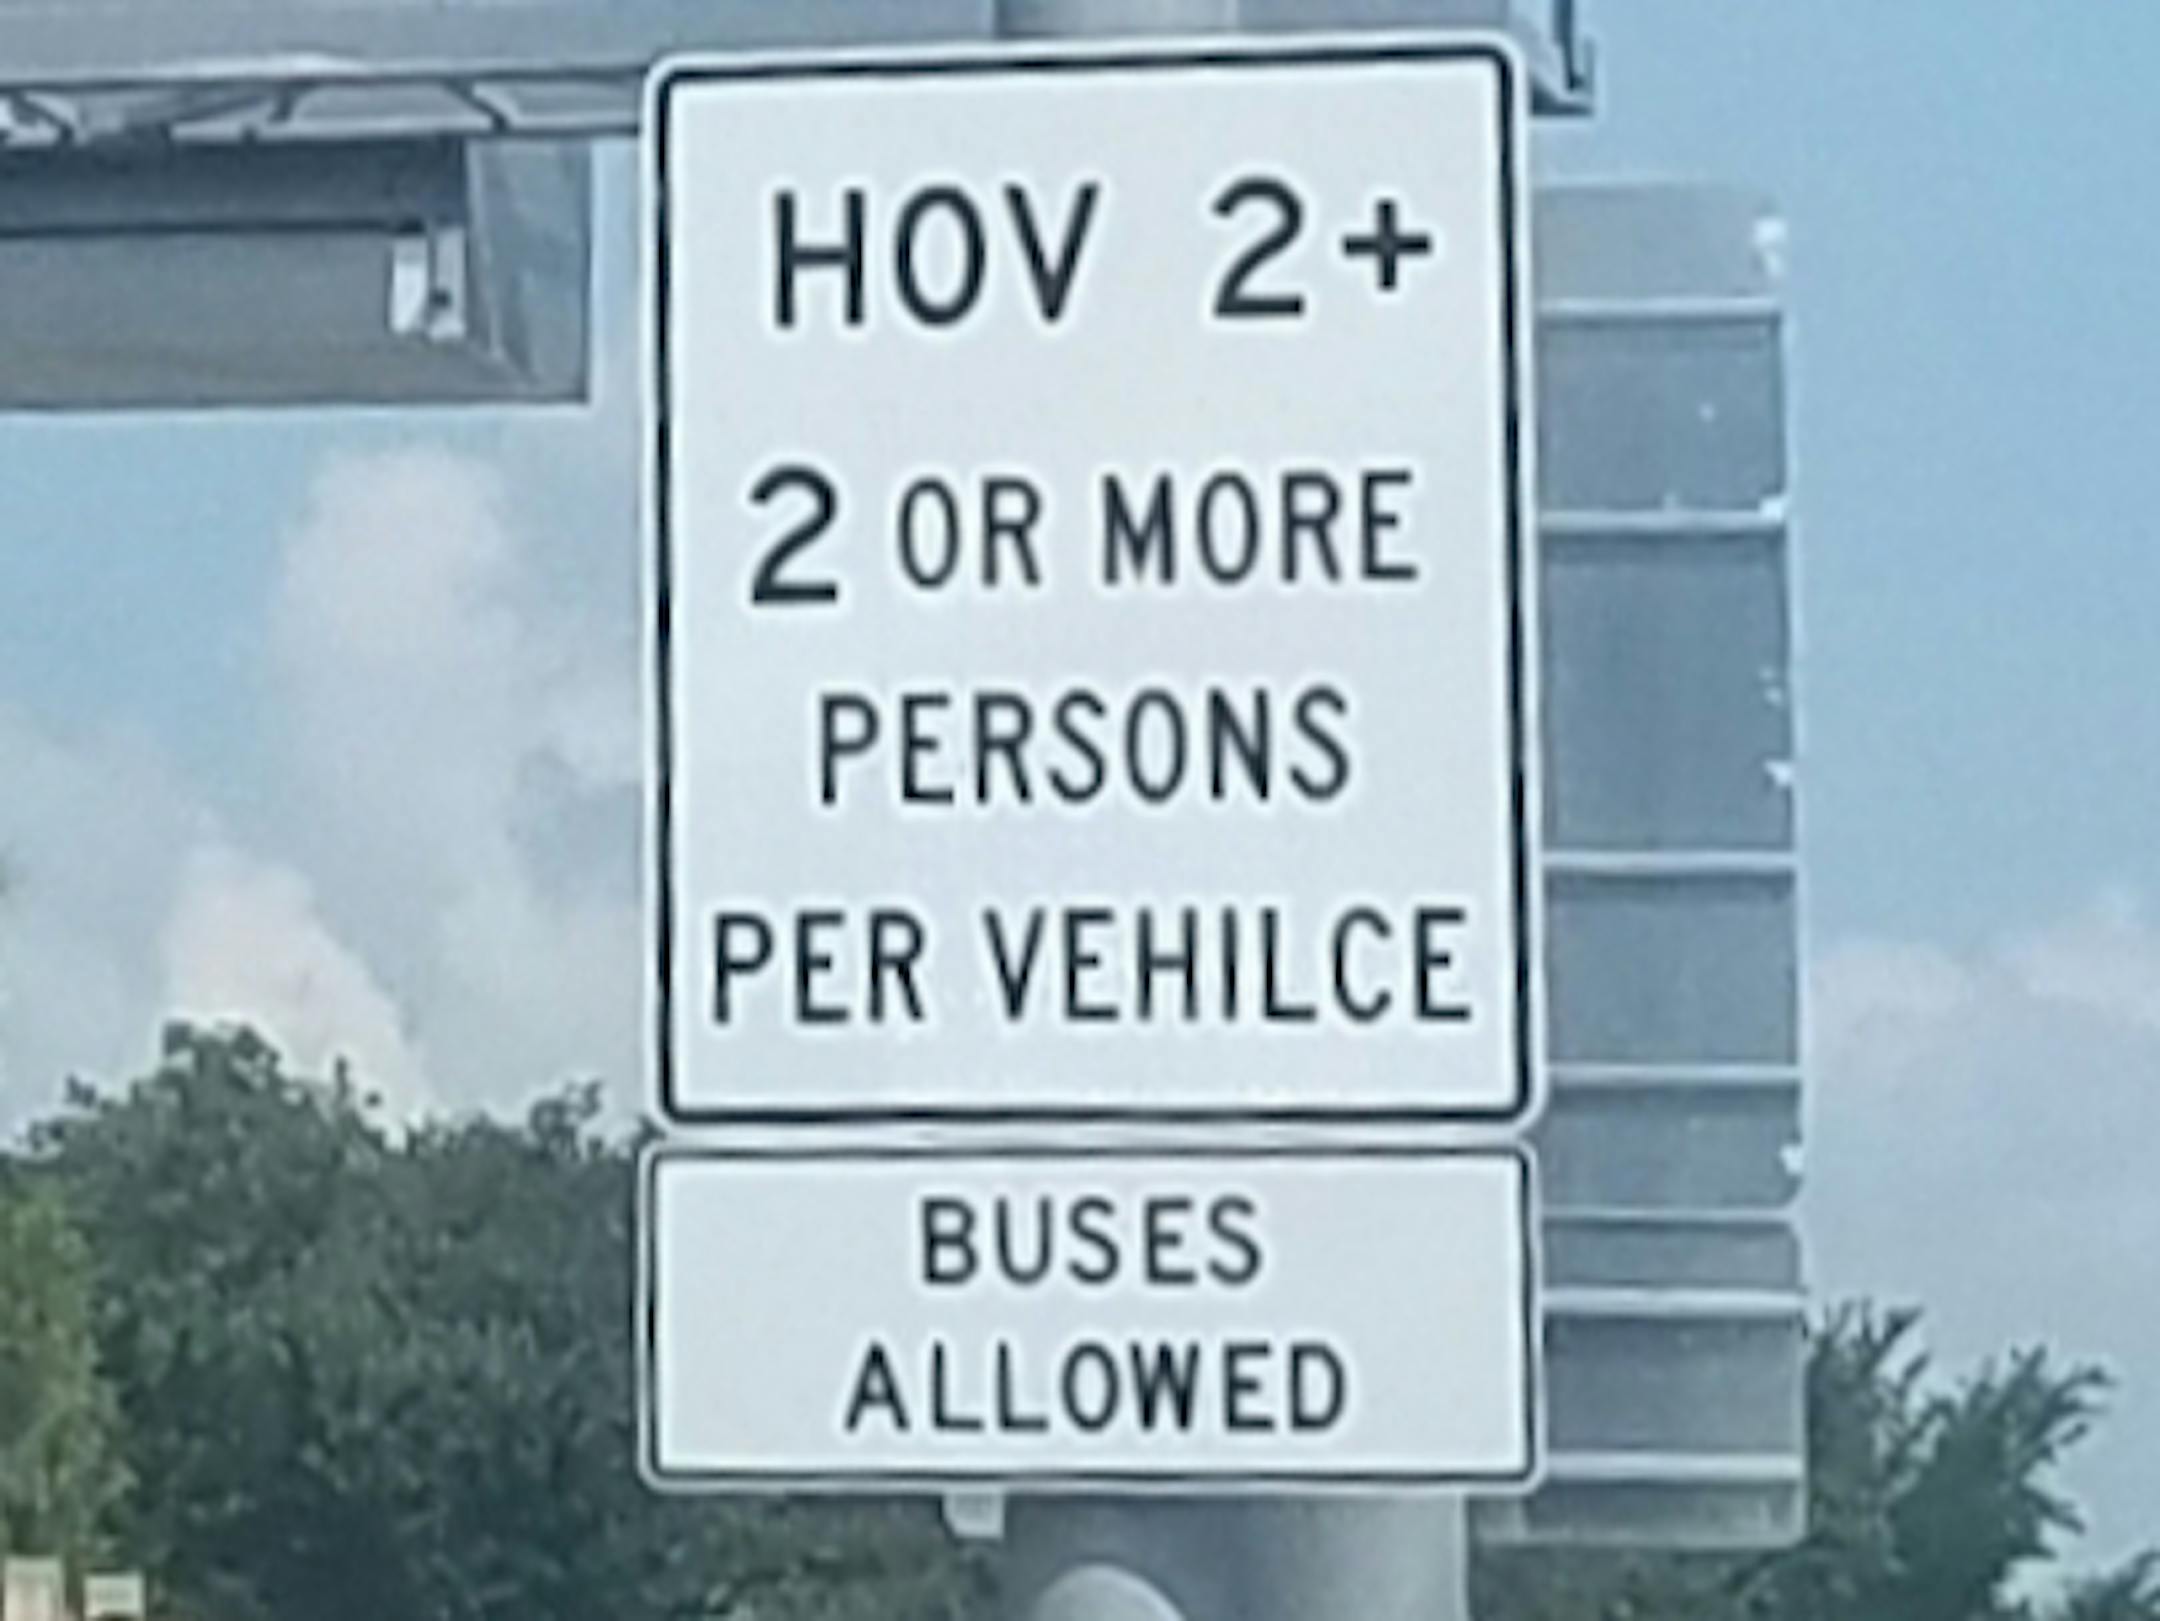 HOV 2+
2 OR MORE
PERSONS
PER VEHILCE
BUSES
ALLOWED